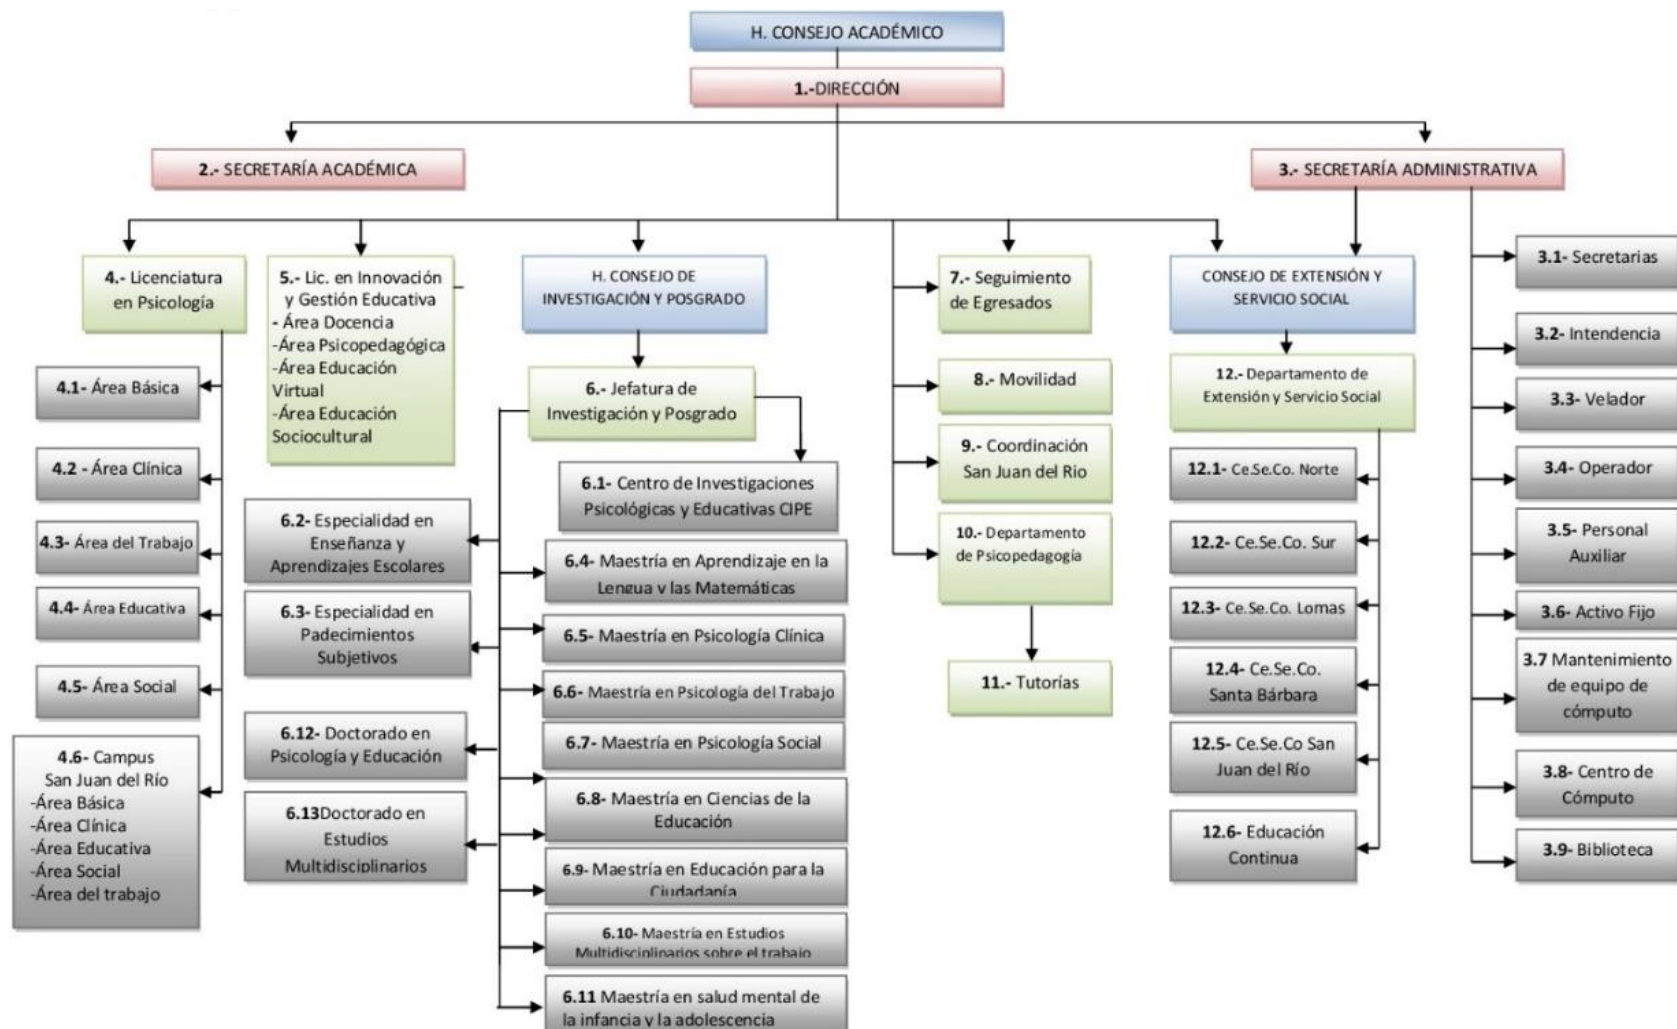 H. CONSEJO ACADÉMICO
1.-DIRECCIÓN
2.- SECRETARÍA ACADÉMICA
3.- SECRETARÍA ADMINISTRATIVA
4.- Licenciatura
en Psicología
4.1- Área Básica
4.2 - Área Clínica
4.3- Área del Trabajo
4.4- Área Educativa
4.5- Área Social
4.6- Campus
San Juan del Río
-Área Básica
-Área Clínica
-Área Educativa
-Área Social
-Área del trabajo
5.- Lic. en Innovación
y Gestión Educativa
- Área Docencia
-Área Psicopedagógica
-Área Educación
Virtual
-Área Educación
Sociocultural
H. CONSEJO DE
INVESTIGACIÓN Y POSGRADO
6.- Jefatura de
Investigación y Posgrado
6.1- Centro de Investigaciones
Psicológicas y Educativas CIPE
6.2- Especialidad en
Enseñanza y
Aprendizajes Escolares
6.3- Especialidad en
Padecimientos
Subjetivos
6.12- Doctorado en
Psicología y Educación
6.13Doctorado en
Estudios
Multidisciplinarios
6.4- Maestría en Aprendizaje en la
Lengua y las Matemáticas
6.5- Maestría en Psicología Clínica
6.6- Maestría en Psicología del Trabajo
6.7- Maestría en Psicología Social
6.8- Maestría en Ciencias de la
Educación
6.9- Maestría en Educación para la
Ciudadanía
6.10- Maestría en Estudios
Multidisciplinarios sobre el trabajo
6.11 Maestría en salud mental de
la infancia y la adolescencia
7.- Seguimiento
de Egresados
8.- Movilidad
9.- Coordinación
San Juan del Rio
10.- Departamento
de Psicopedagogía
11.- Tutorías
CONSEJO DE EXTENSIÓN Y
SERVICIO SOCIAL
12.- Departamento de
Extensión y Servicio Social
12.1- Ce.Se.Co. Norte
12.2- Ce.Se.Co. Sur
12.3- Ce.Se.Co. Lomas
12.4- Ce.Se.Co.
Santa Bárbara
12.5- Ce.Se.Co San
Juan del Río
12.6- Educación
Continua
3.1- Secretarias
3.2- Intendencia
3.3- Velador
3.4- Operador
3.5- Personal
Auxiliar
3.6- Activo Fijo
3.7 Mantenimiento
de equipo de
cómputo
3.8- Centro de
Cómputo
3.9- Biblioteca